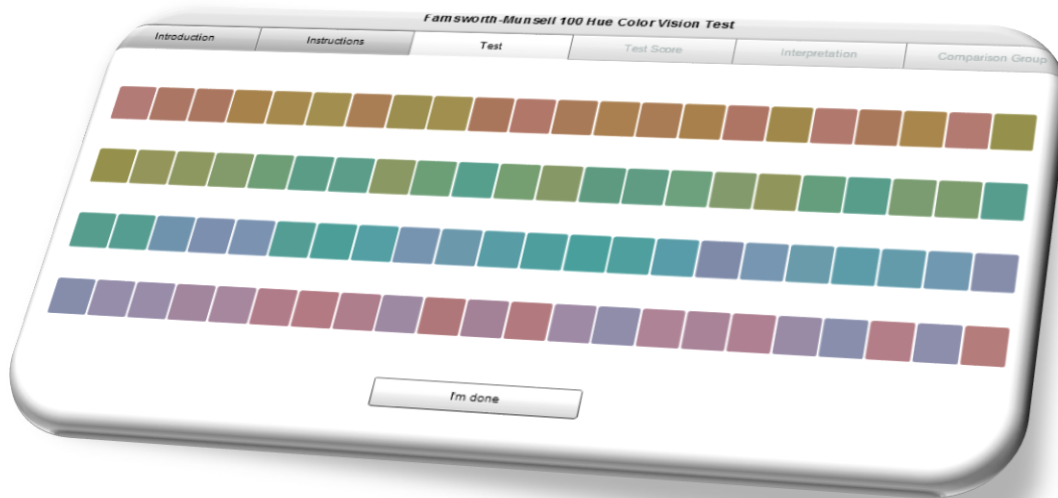 Farnsworth-Munsell 100 Hue Color Vision Test
Introduction Instructions Test Test Score Interpretation Comparison Group
I'm done